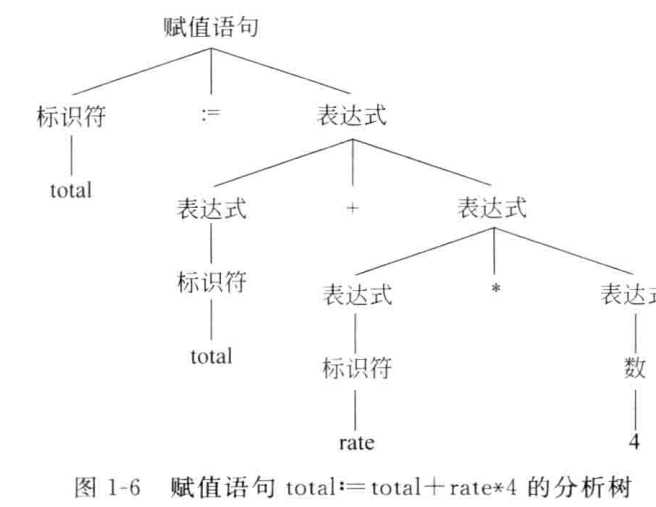 赋值语句
标识符 := 表达式
total
表达式 + 表达式
标识符 表达式 * 表达
total
标识符 数
rate 4
图 1-6 赋值语句 total:=total+rate*4 的分析树